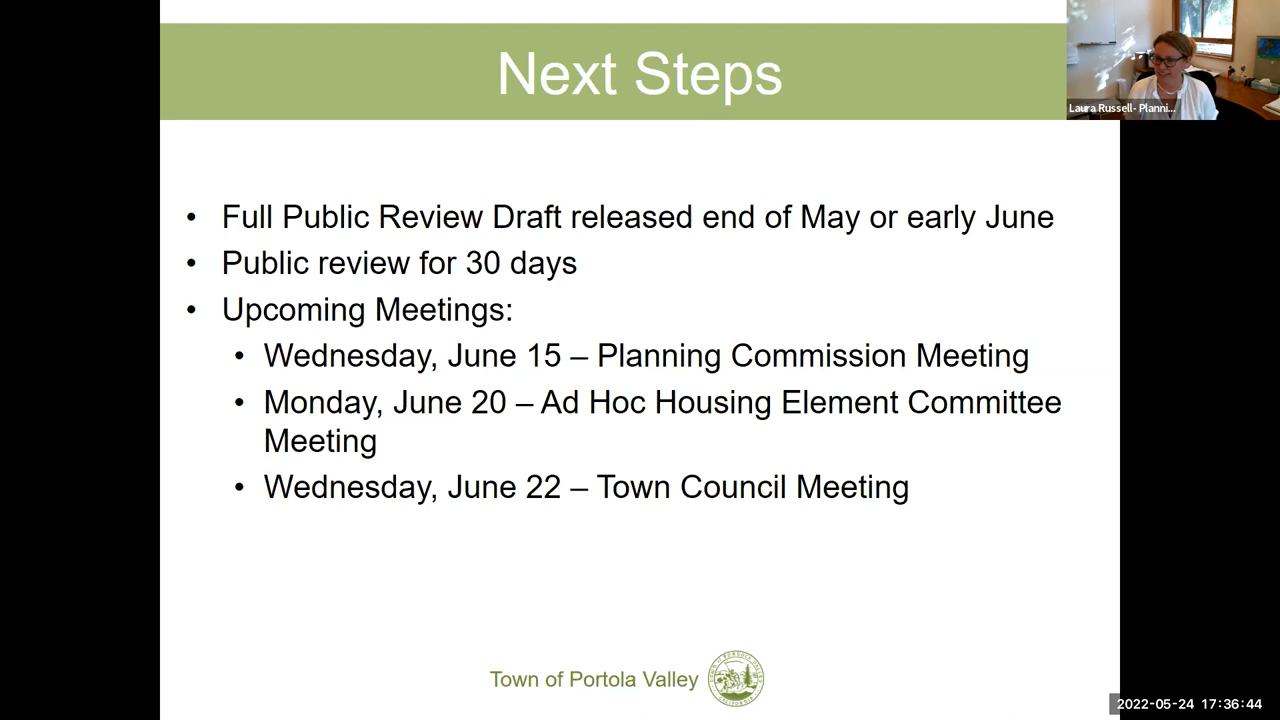 Next Steps
Laura Russell- Planni...
• Full Public Review Draft released end of May or early June
• Public review for 30 days
• Upcoming Meetings:
• Wednesday, June 15 – Planning Commission Meeting
• Monday, June 20 – Ad Hoc Housing Element Committee
Meeting
• Wednesday, June 22 – Town Council Meeting
Town of Portola Valley
2022-05-24 17:36:44